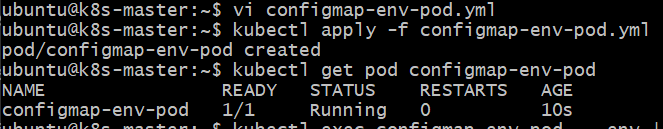 ubuntu@k8s-master:~$ vi configmap-env-pod.yml
ubuntu@k8s-master:~$ kubectl apply -f configmap-env-pod.yml
pod/configmap-env-pod created
ubuntu@k8s-master:~$ kubectl get pod configmap-env-pod
NAME READY STATUS RESTARTS AGE
configmap-env-pod 1/1 Running 0 10s
ubuntu@k8s-master:~$ kubectl exec configmap-env-pod